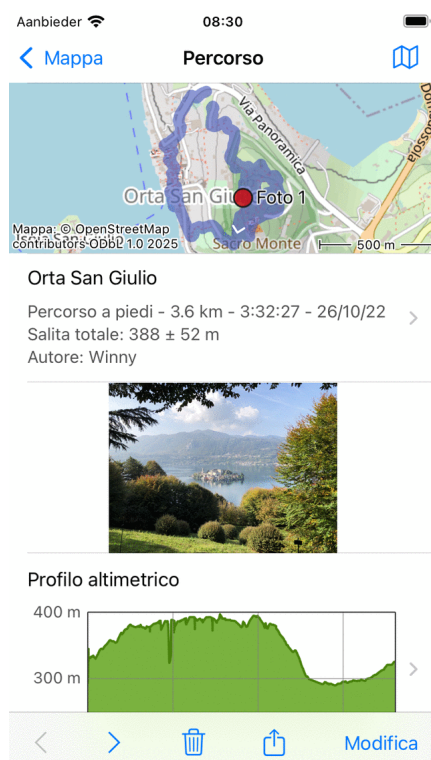 Aanbieder 08:30
Mappa Percorso
Via Panoramica
Orta San Giulio
Foto 1
Mappa: © OpenStreetMap
contributors ODbL 1.0 2025
Sacro Monte
500 m
Orta San Giulio
Percorso a piedi - 3.6 km - 3:32:27 - 26/10/22
Salita totale: 388 ± 52 m
Autore: Winny
Profilo altimetrico
400 m
300 m
Modifica